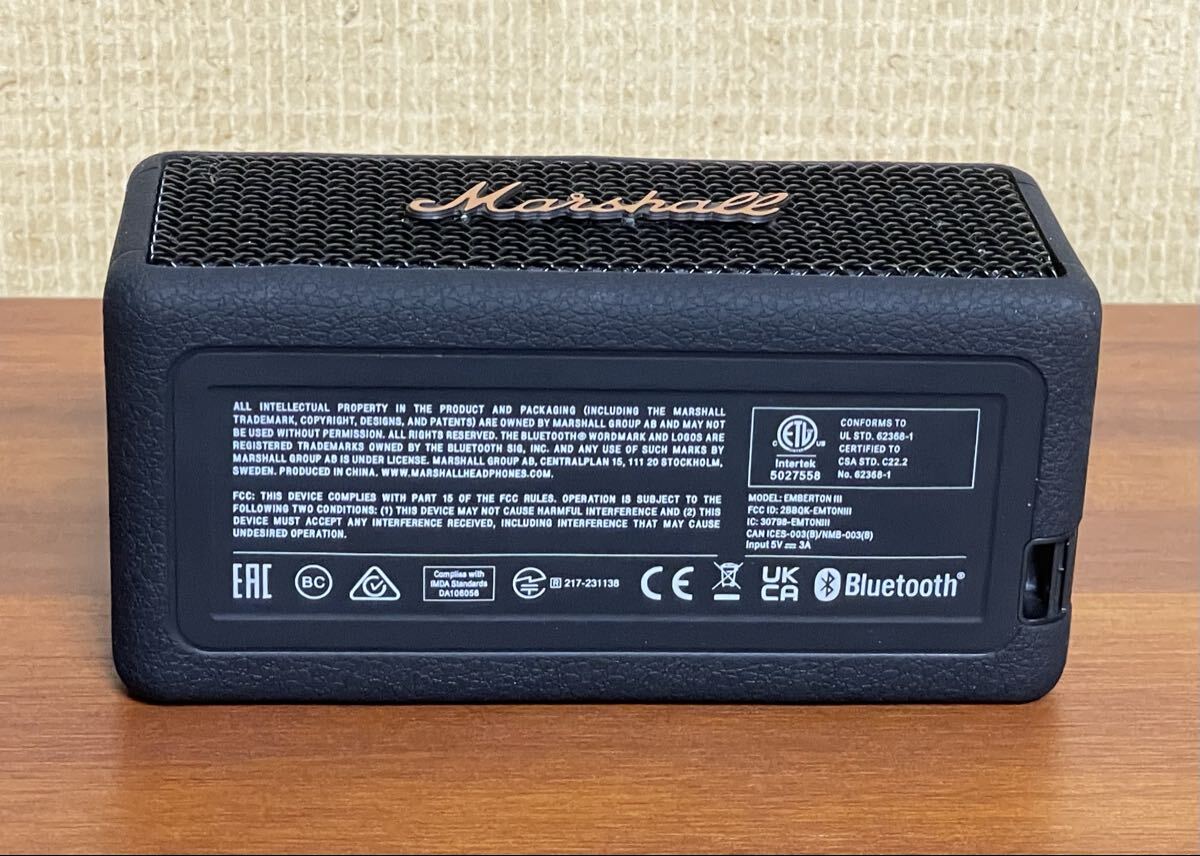 Marshall
ALL INTELLECTUAL PROPERTY IN THE PRODUCT AND PACKAGING (INCLUDING THE MARSHALL
TRADEMARK, COPYRIGHT, DESIGNS, AND PATENTS) ARE OWNED BY MARSHALL GROUP AB AND MAY NOT
BE USED WITHOUT PERMISSION. ALL RIGHTS RESERVED. THE BLUETOOTH® WORDMARK AND LOGOS ARE
REGISTERED TRADEMARKS OWNED BY THE BLUETOOTH SIG, INC. AND ANY USE OF SUCH MARKS BY
MARSHALL GROUP AB IS UNDER LICENSE. MARSHALL GROUP AB, CENTRALPLAN 15, 111 20 STOCKHOLM,
SWEDEN. PRODUCED IN CHINA. WWW.MARSHALLHEADPHONES.COM.
FCC: THIS DEVICE COMPLIES WITH PART 15 OF THE FCC RULES. OPERATION IS SUBJECT TO THE
FOLLOWING TWO CONDITIONS: (1) THIS DEVICE MAY NOT CAUSE HARMFUL INTERFERENCE AND (2) THIS
DEVICE MUST ACCEPT ANY INTERFERENCE RECEIVED, INCLUDING INTERFERENCE THAT MAY CAUSE
UNDESIRED OPERATION.
C ETL US
Intertek
5027558
CONFORMS TO
UL STD. 62368-1
CERTIFIED TO
CSA STD. C22.2
No. 62368-1
MODEL: EMBERTON III
FCC ID: 2BBQK-EMTONIII
IC: 30798-EMTONIII
CAN ICES-003(B)/NMB-003(B)
Input 5V ⎓ 3A
EAC
BC
Complies with
IMDA Standards
DA106056
R 217-231138
CE
UK
CA
Bluetooth®